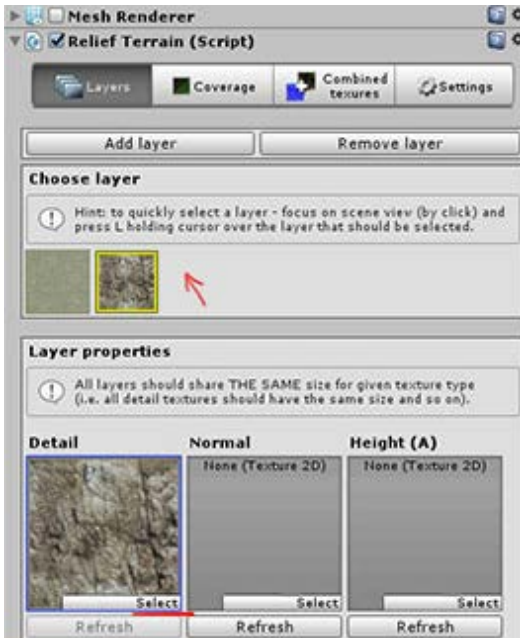 Mesh Renderer
Relief Terrain (Script)
Layers
Coverage
Combined
texures
Settings
Add layer
Remove layer
Choose layer
Hint: to quickly select a layer - focus on scene view (by click) and
press L holding cursor over the layer that should be selected.
Layer properties
All layers should share THE SAME size for given texture type
(i.e. all detail textures should have the same size and so on).
Detail Normal Height (A)
None (Texture 2D) None (Texture 2D)
Select Select Select
Refresh Refresh Refresh